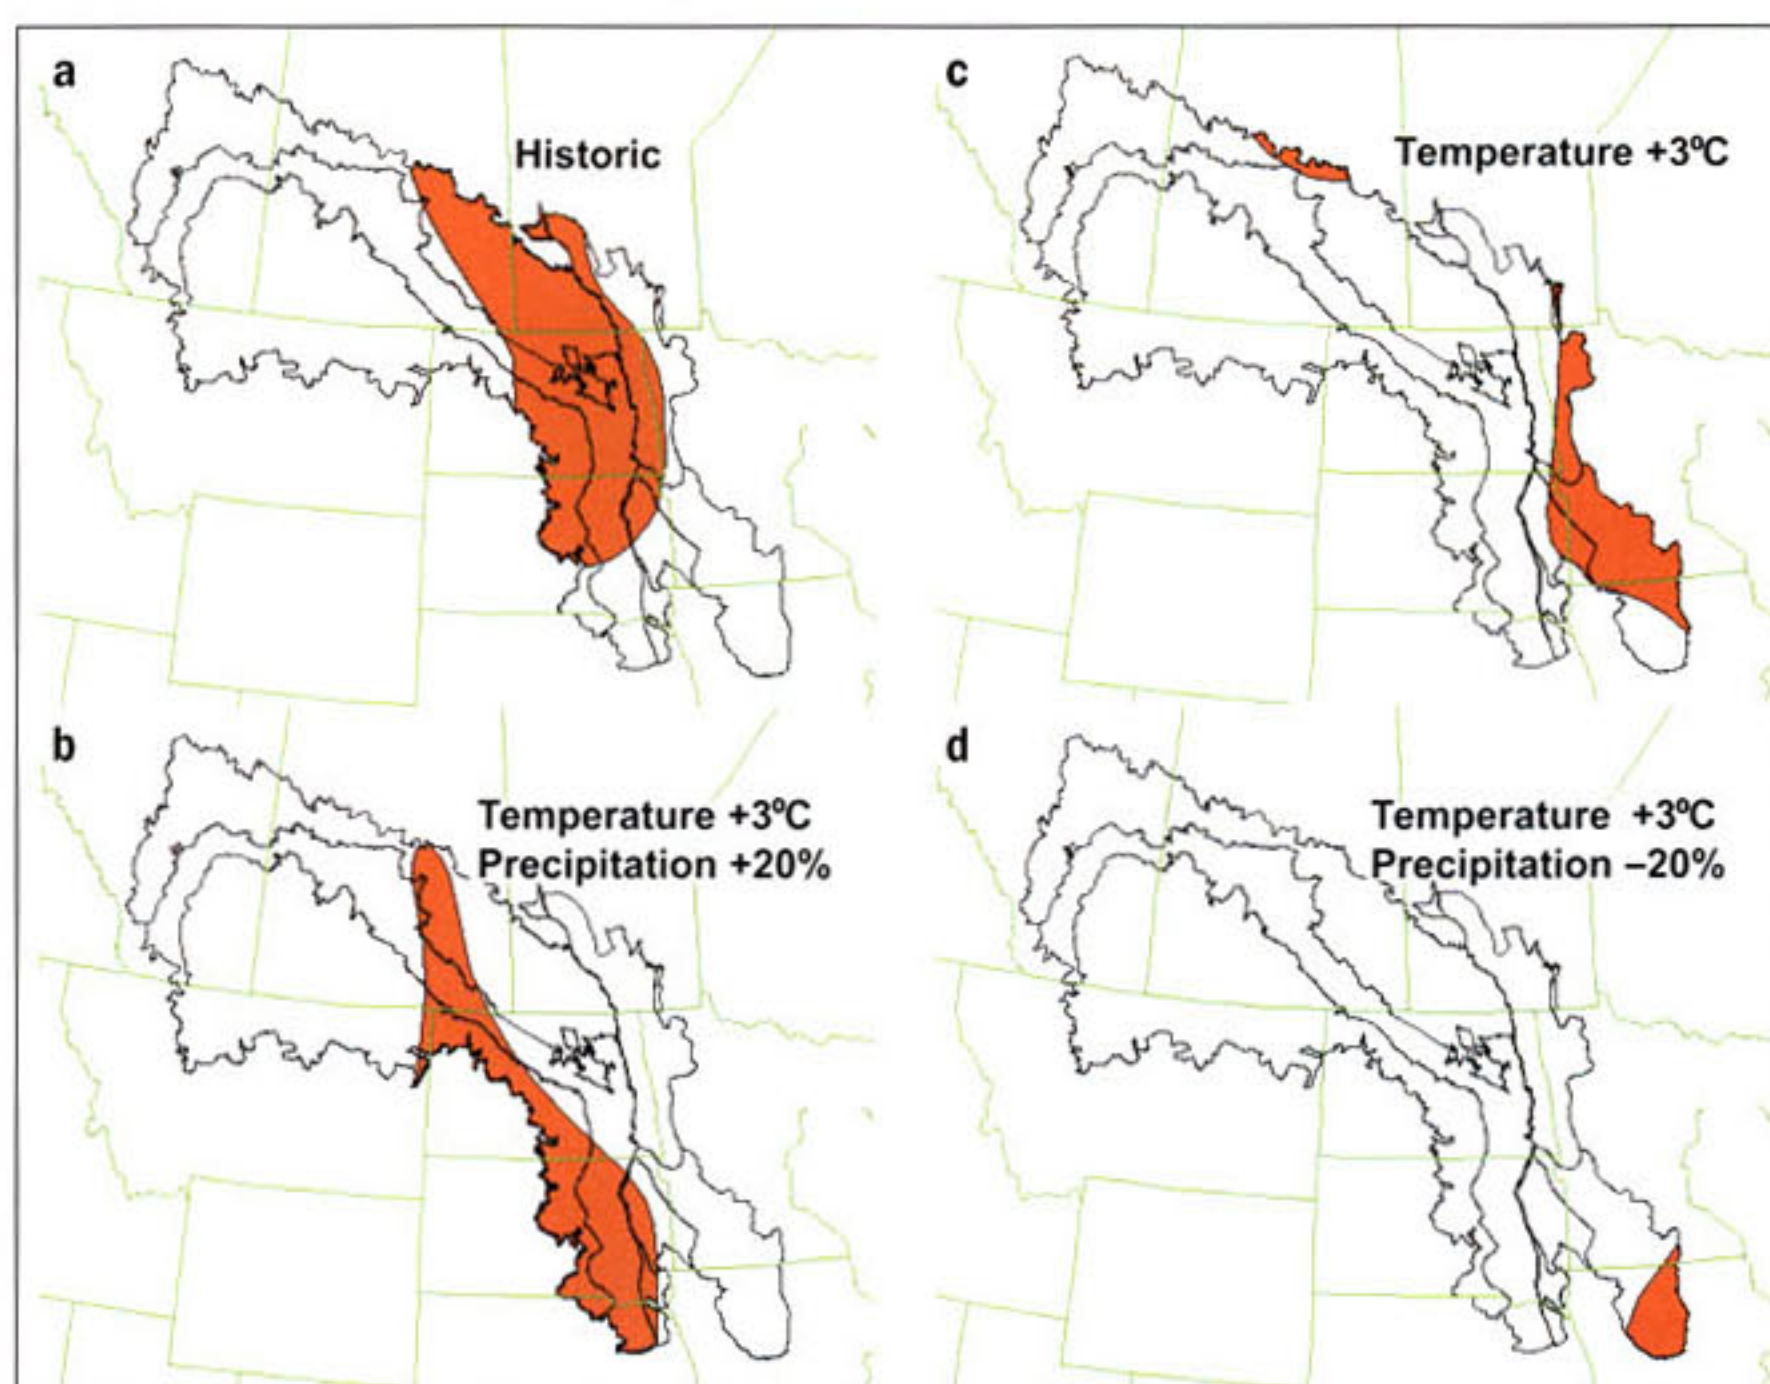 a
Historic
c
Temperature +3ºC
b
Temperature +3ºC
Precipitation +20%
d
Temperature +3ºC
Precipitation –20%